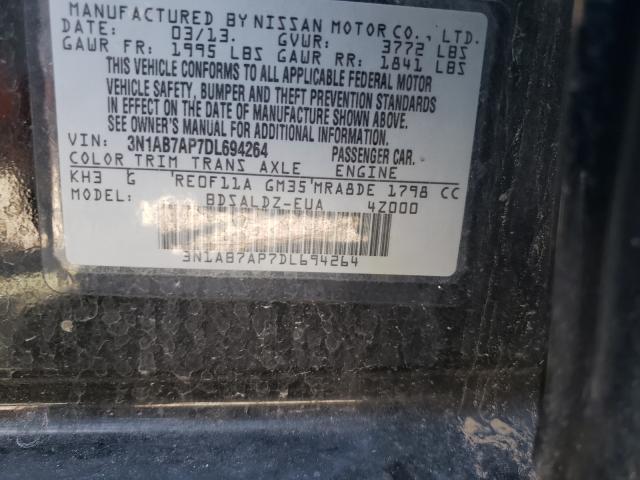 MANUFACTURED BY NISSAN MOTOR CO., LTD.
DATE: 03/13. GVWR: 3772 LBS
GAWR FR: 1995 LBS GAWR RR: 1841 LBS
THIS VEHICLE CONFORMS TO ALL APPLICABLE FEDERAL MOTOR
VEHICLE SAFETY, BUMPER AND THEFT PREVENTION STANDARDS
IN EFFECT ON THE DATE OF MANUFACTURE SHOWN ABOVE.
SEE OWNER'S MANUAL FOR ADDITIONAL INFORMATION.
VIN: 3N1AB7AP7DL694264 PASSENGER CAR.
COLOR TRIM TRANS AXLE ENGINE
KH3 G RE0F11A GM35 MRA8DE 1798 CC
MODEL: BDSALDZ-EUA 4Z000
3N1AB7AP7DL694264